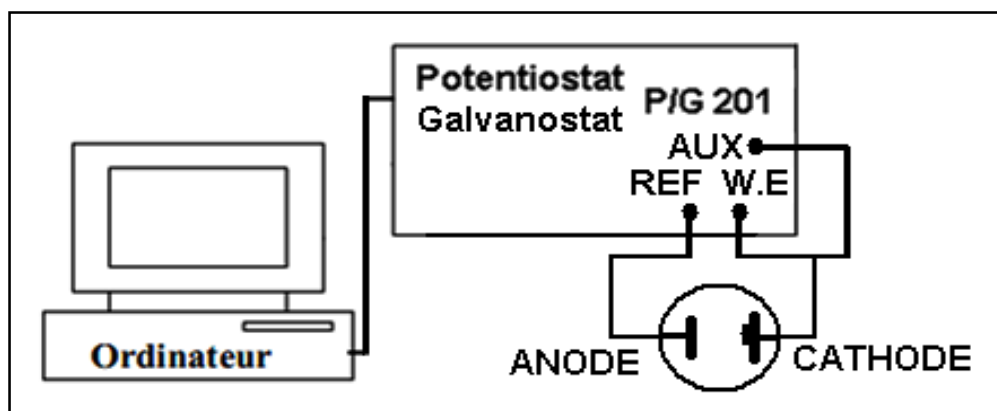 Potentiostat
Galvanostat
P/G 201
AUX
REF W.E
Ordinateur
ANODE
CATHODE